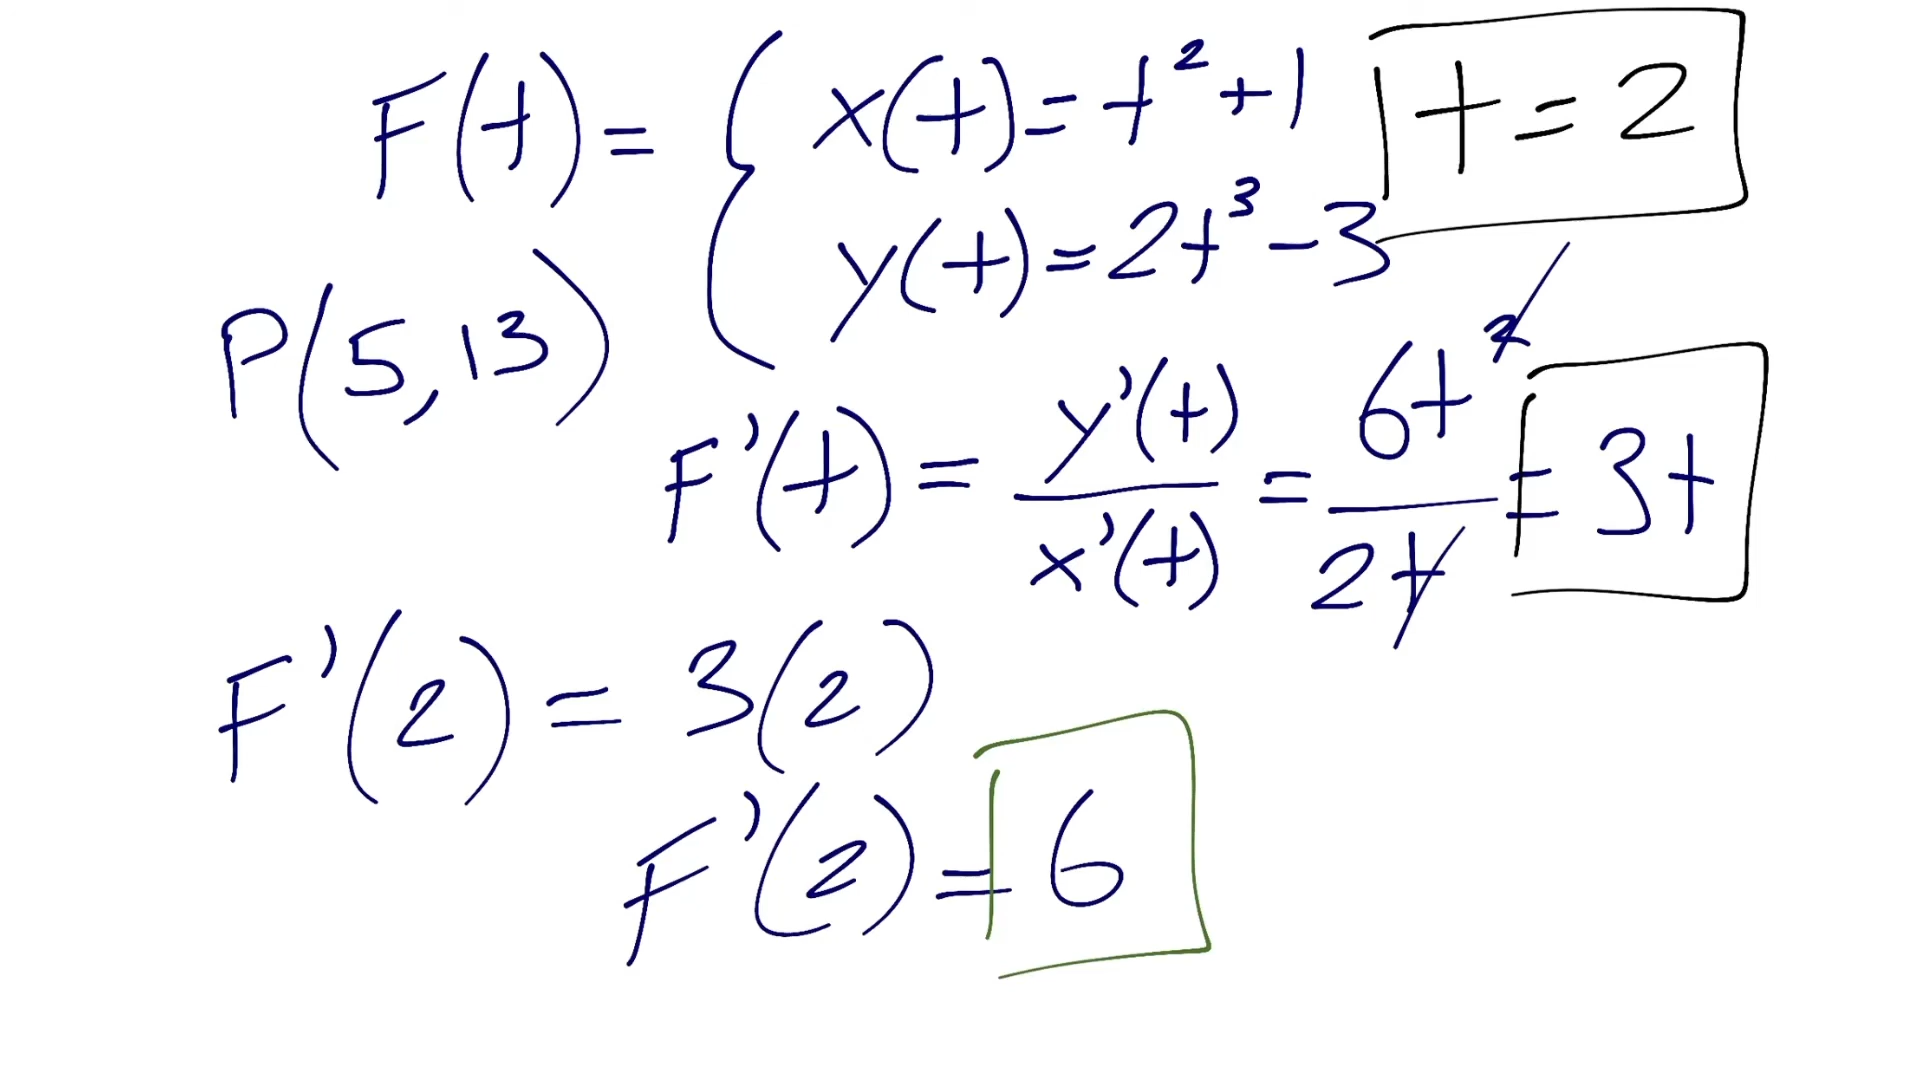 F(t) = { x(t) = t² + 1
t = 2
y(t) = 2t³ - 3
P(5, 13)
F'(t) = y'(t) / x'(t) = 6t² / 2t = 3t
F'(2) = 3(2)
F'(2) = 6